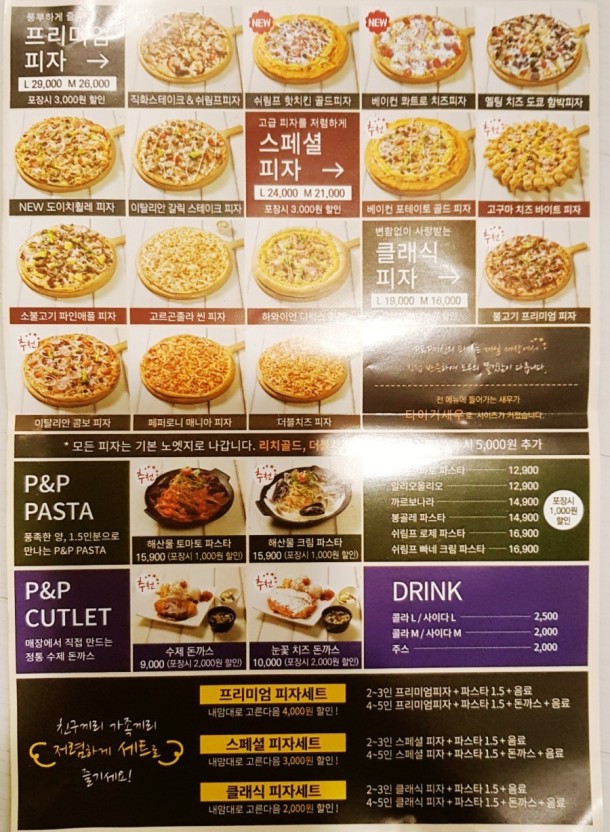 풍부하게 즐
프리미엄
피자 →
L 29,000 M 26,000
포장시 3,000원 할인
직화스테이크&쉬림프피자
NEW
쉬림프 핫치킨 골드피자
NEW
베이컨 콰트로 치즈피자
멜팅 치즈 도쿄 함박피자
NEW 도이치휠레 피자
이탈리안 갈릭 스테이크 피자
고급 피자를 저렴하게
스페셜
피자 →
L 24,000 M 21,000
포장시 3,000원 할인
추천
베이컨 포테이토 골드 피자
추천
고구마 치즈 바이트 피자
소불고기 파인애플 피자
고르곤졸라 씬 피자
하와이언
변함없이 사랑받는
클래식
피자 →
L 19,000 M 16,000
추천
불고기 프리미엄 피자
추천
이탈리안 콤보 피자
페퍼로니 매니아 피자
더블치즈 피자
전 메뉴에 들어가는 새우가
타이거새우로 사이즈가 커졌습니다.
* 모든 피자는 기본 노엣지로 나갑니다. 리치골드, 더블 시 5,000원 추가
P&P
PASTA
풍족한 양, 1.5인분으로
만나는 P&P PASTA
추천
해산물 토마토 파스타
15,900 (포장시 1,000원 할인)
추천
해산물 크림 파스타
15,900 (포장시 1,000원 할인)
파스타 12,900
알리오올리오 12,900
까르보나라 14,900
봉골레 파스타 14,900
쉬림프 로제 파스타 16,900
쉬림프 빠네 크림 파스타 16,900
포장시
1,000원
할인
P&P
CUTLET
매장에서 직접 만드는
정통 수제 돈까스
추천
수제 돈까스
9,000 (포장시 2,000원 할인)
추천
눈꽃 치즈 돈까스
10,000 (포장시 2,000원 할인)
DRINK
콜라 L / 사이다 L 2,500
콜라 M / 사이다 M 2,000
쥬스 2,000
친구끼리 가족끼리
저렴하게 세트로
즐기세요!
프리미엄 피자세트
내맘대로 고른다음 4,000원 할인 !
2~3인 프리미엄피자 + 파스타 1.5 + 음료
4~5인 프리미엄피자 + 파스타 1.5 + 돈까스 + 음료
스페셜 피자세트
내맘대로 고른다음 3,000원 할인 !
2~3인 스페셜 피자 + 파스타 1.5 + 음료
4~5인 스페셜 피자 + 파스타 1.5 + 돈까스 + 음료
클래식 피자세트
내맘대로 고른다음 2,000원 할인 !
2~3인 클래식 피자 + 파스타 1.5 + 음료
4~5인 클래식 피자 + 파스타 1.5 + 돈까스 + 음료